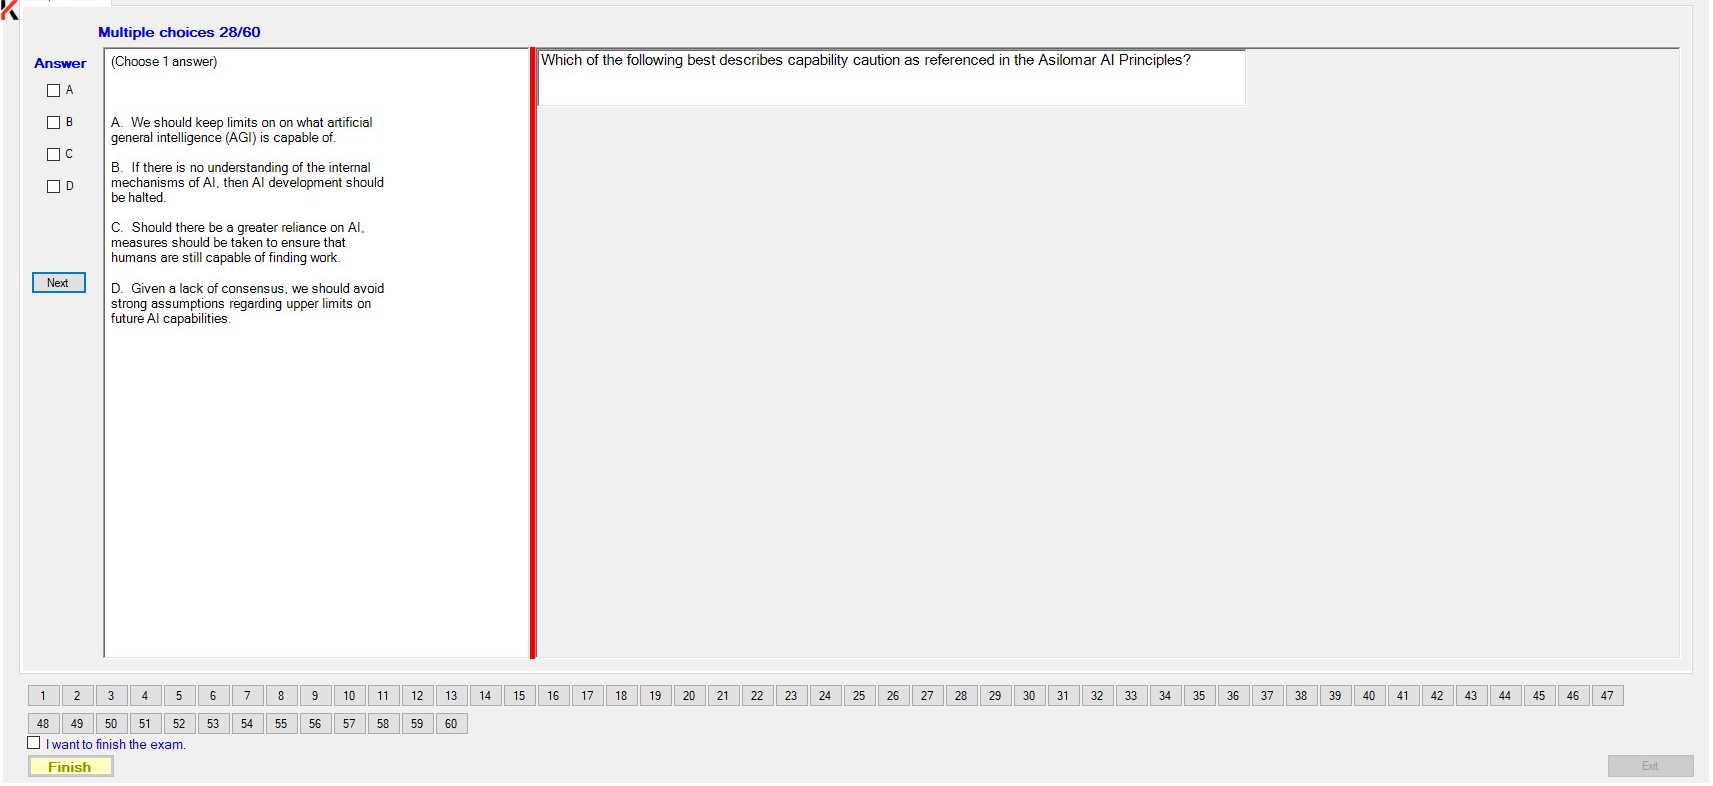 Multiple choices 28/60
Answer
A
B
C
D
Next
(Choose 1 answer)
A. We should keep limits on on what artificial
general intelligence (AGI) is capable of.
B. If there is no understanding of the internal
mechanisms of AI, then AI development should
be halted.
C. Should there be a greater reliance on AI,
measures should be taken to ensure that
humans are still capable of finding work.
D. Given a lack of consensus, we should avoid
strong assumptions regarding upper limits on
future AI capabilities.
Which of the following best describes capability caution as referenced in the Asilomar AI Principles?
1 2 3 4 5 6 7 8 9 10 11 12 13 14 15 16 17 18 19 20 21 22 23 24 25 26 27 28 29 30 31 32 33 34 35 36 37 38 39 40 41 42 43 44 45 46 47
48 49 50 51 52 53 54 55 56 57 58 59 60
I want to finish the exam.
Finish
Exit